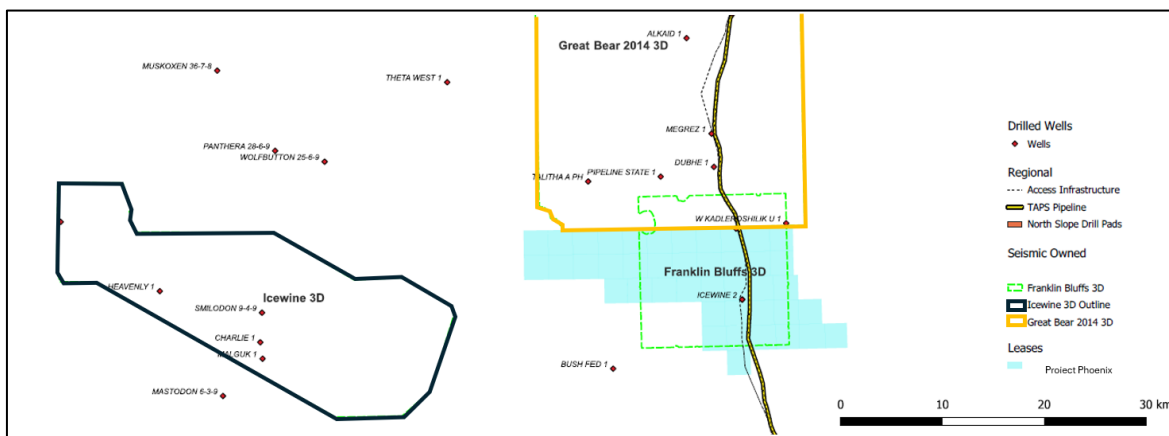 ALKAID 1
Great Bear 2014 3D
MUSKOXEN 36-7-8
THETA WEST 1
MEGREZ 1
PANTHERA 28-6-9
WOLFBUTTON 25-6-9
DUBHE 1
PIPELINE STATE 1
TALITHA A PH
W KADLEROSHILIK U 1
Franklin Bluffs 3D
HEAVENLY 1
Icewine 3D
ICEWINE 2
SMILODON 9-4-9
CHARLIE 1
MALGUK 1
BUSH FED 1
MASTODON 6-3-9
Drilled Wells
Wells
Regional
Access Infrastructure
TAPS Pipeline
North Slope Drill Pads
Seismic Owned
Franklin Bluffs 3D
Icewine 3D Outline
Great Bear 2014 3D
Leases
Project Phoenix
0 10 20 30 km